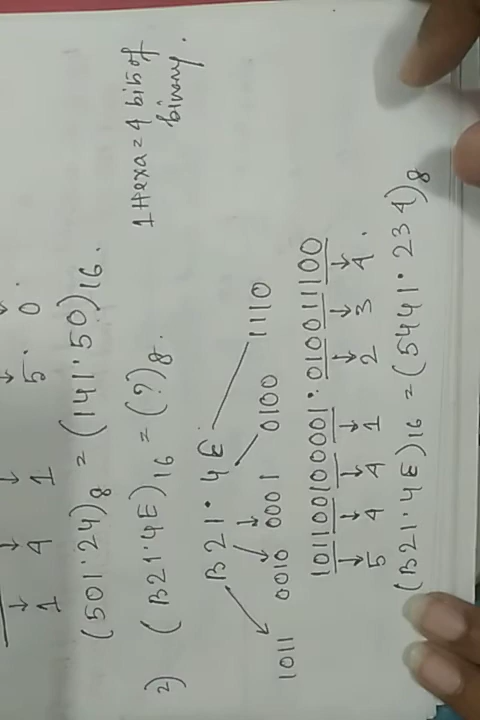 ↓ ↓ ↓ ↓ ↓
1 4 1 5. 0.
(501.24)8 = (141.50)16.
2) (B21.4E)16 = (?)8. 1 Hexa = 4 bits of
binary.
B21.4E
1011 0010 0001 0100 1110
101100100001.010011100
↓ ↓ ↓ ↓ ↓ ↓ ↓
5 4 4 1 2 3 4.
(B21.4E)16 = (5441.234)8